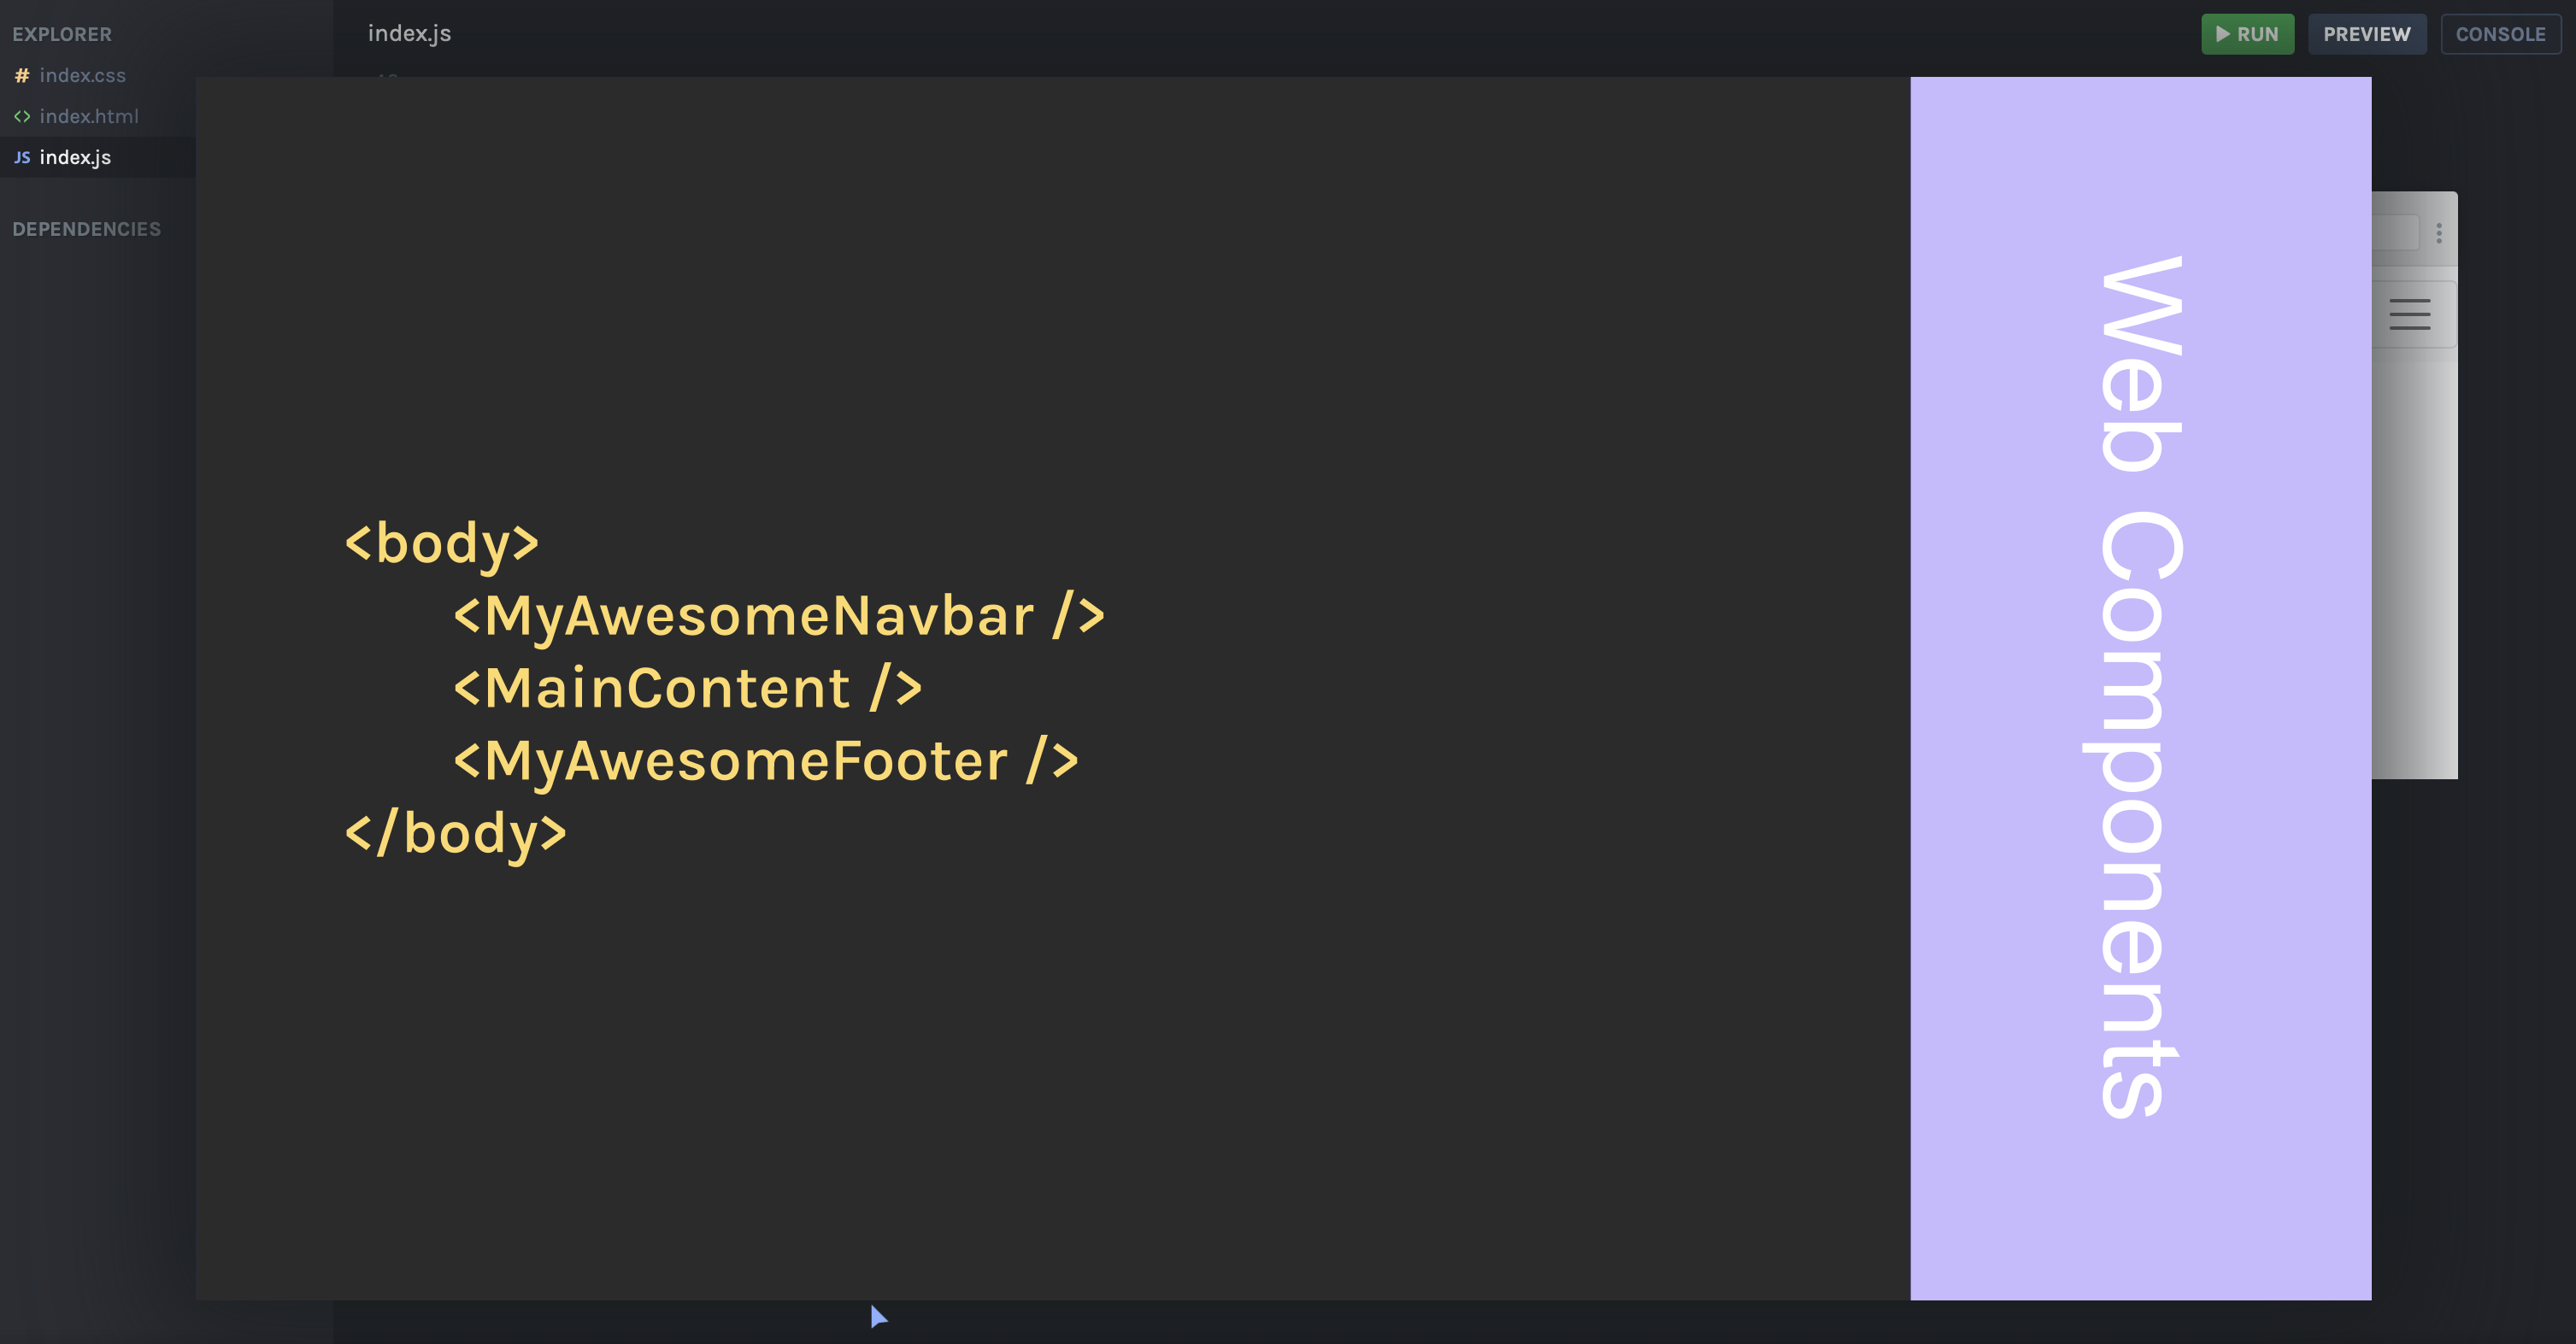 EXPLORER
# index.css
<> index.html
JS index.js
DEPENDENCIES
index.js
RUN
PREVIEW
CONSOLE
<body>
<MyAwesomeNavbar />
<MainContent />
<MyAwesomeFooter />
</body>
Web Components